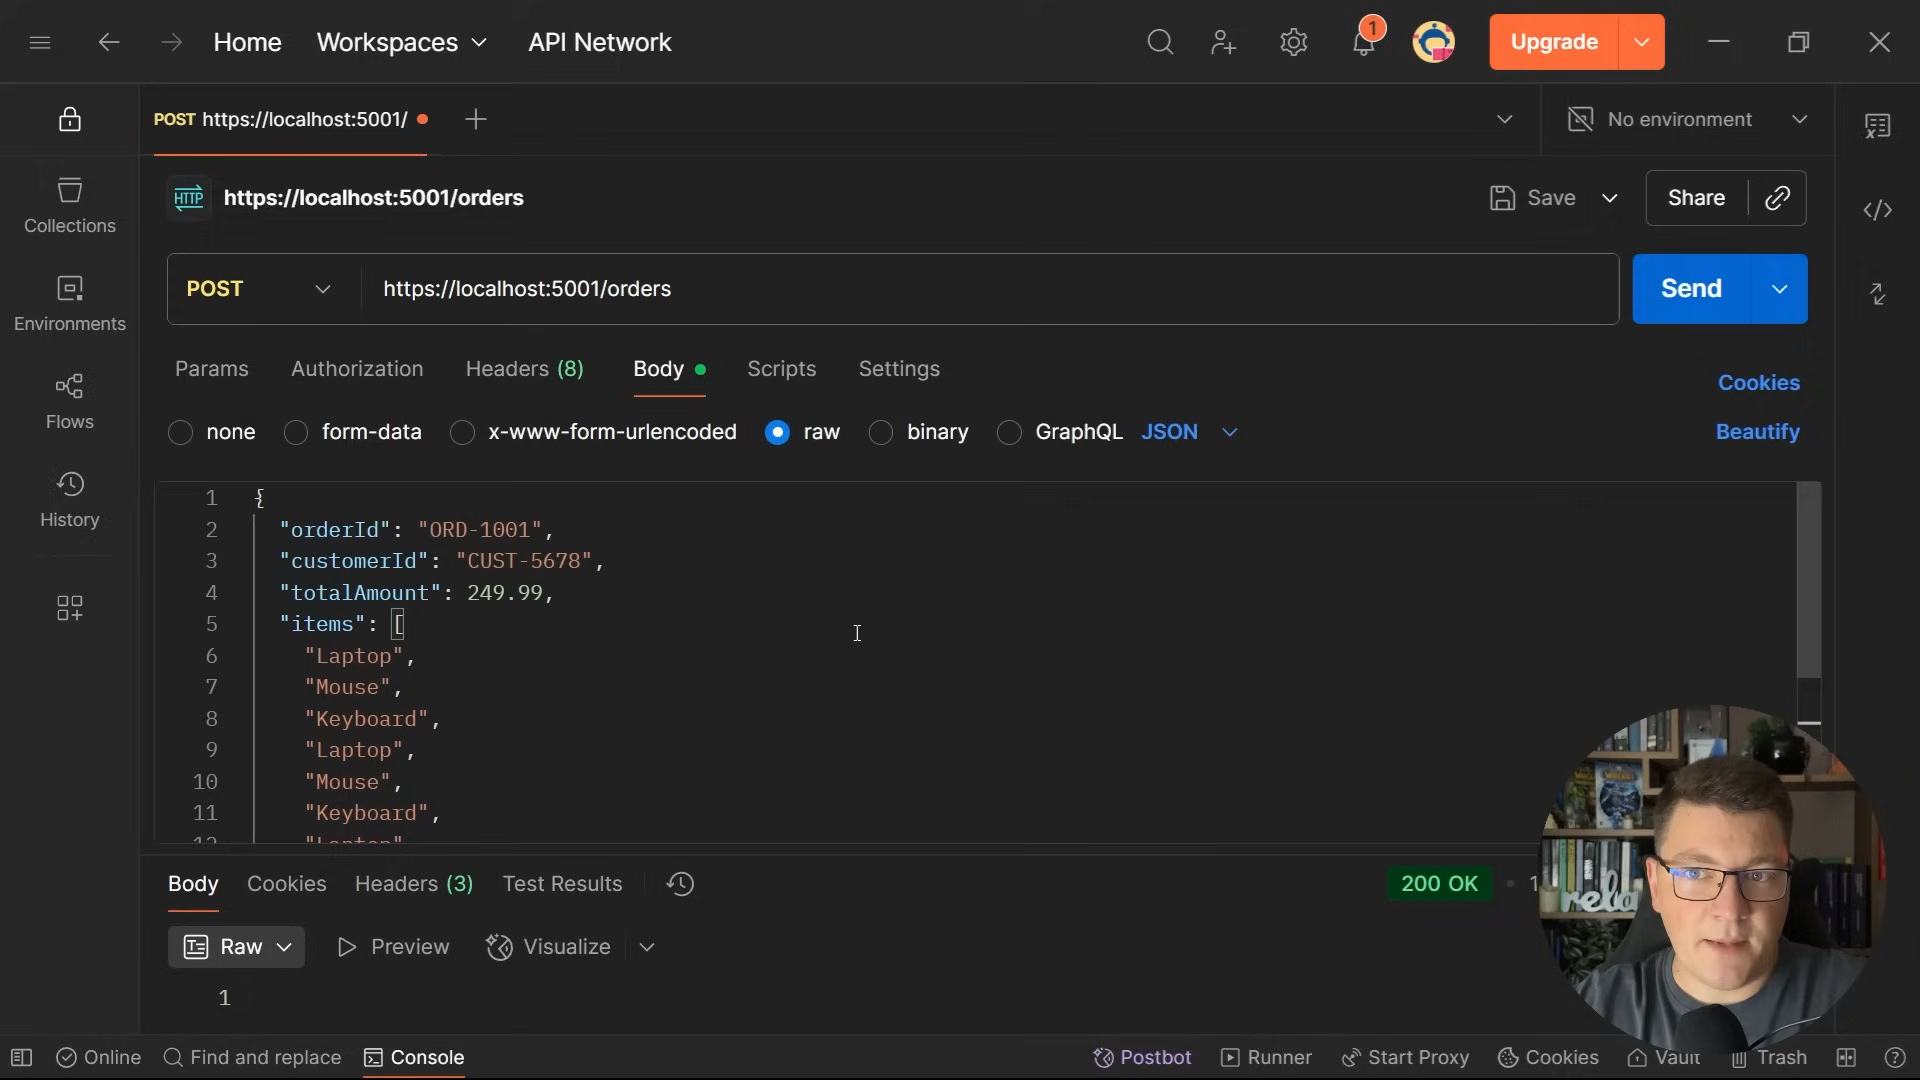 Home
Workspaces
API Network
1
Upgrade
POST https://localhost:5001/
No environment
HTTP https://localhost:5001/orders
Save
Share
Collections
Environments
Flows
History
POST
https://localhost:5001/orders
Send
Params
Authorization
Headers (8)
Body
Scripts
Settings
Cookies
none
form-data
x-www-form-urlencoded
raw
binary
GraphQL
JSON
Beautify
1 {
2 "orderId": "ORD-1001",
3 "customerId": "CUST-5678",
4 "totalAmount": 249.99,
5 "items": [
6 "Laptop",
7 "Mouse",
8 "Keyboard",
9 "Laptop",
10 "Mouse",
11 "Keyboard",
12 "Laptop"
Body
Cookies
Headers (3)
Test Results
200 OK
Raw
Preview
Visualize
1
Online
Find and replace
Console
Postbot
Runner
Start Proxy
Cookies
Vault
Trash